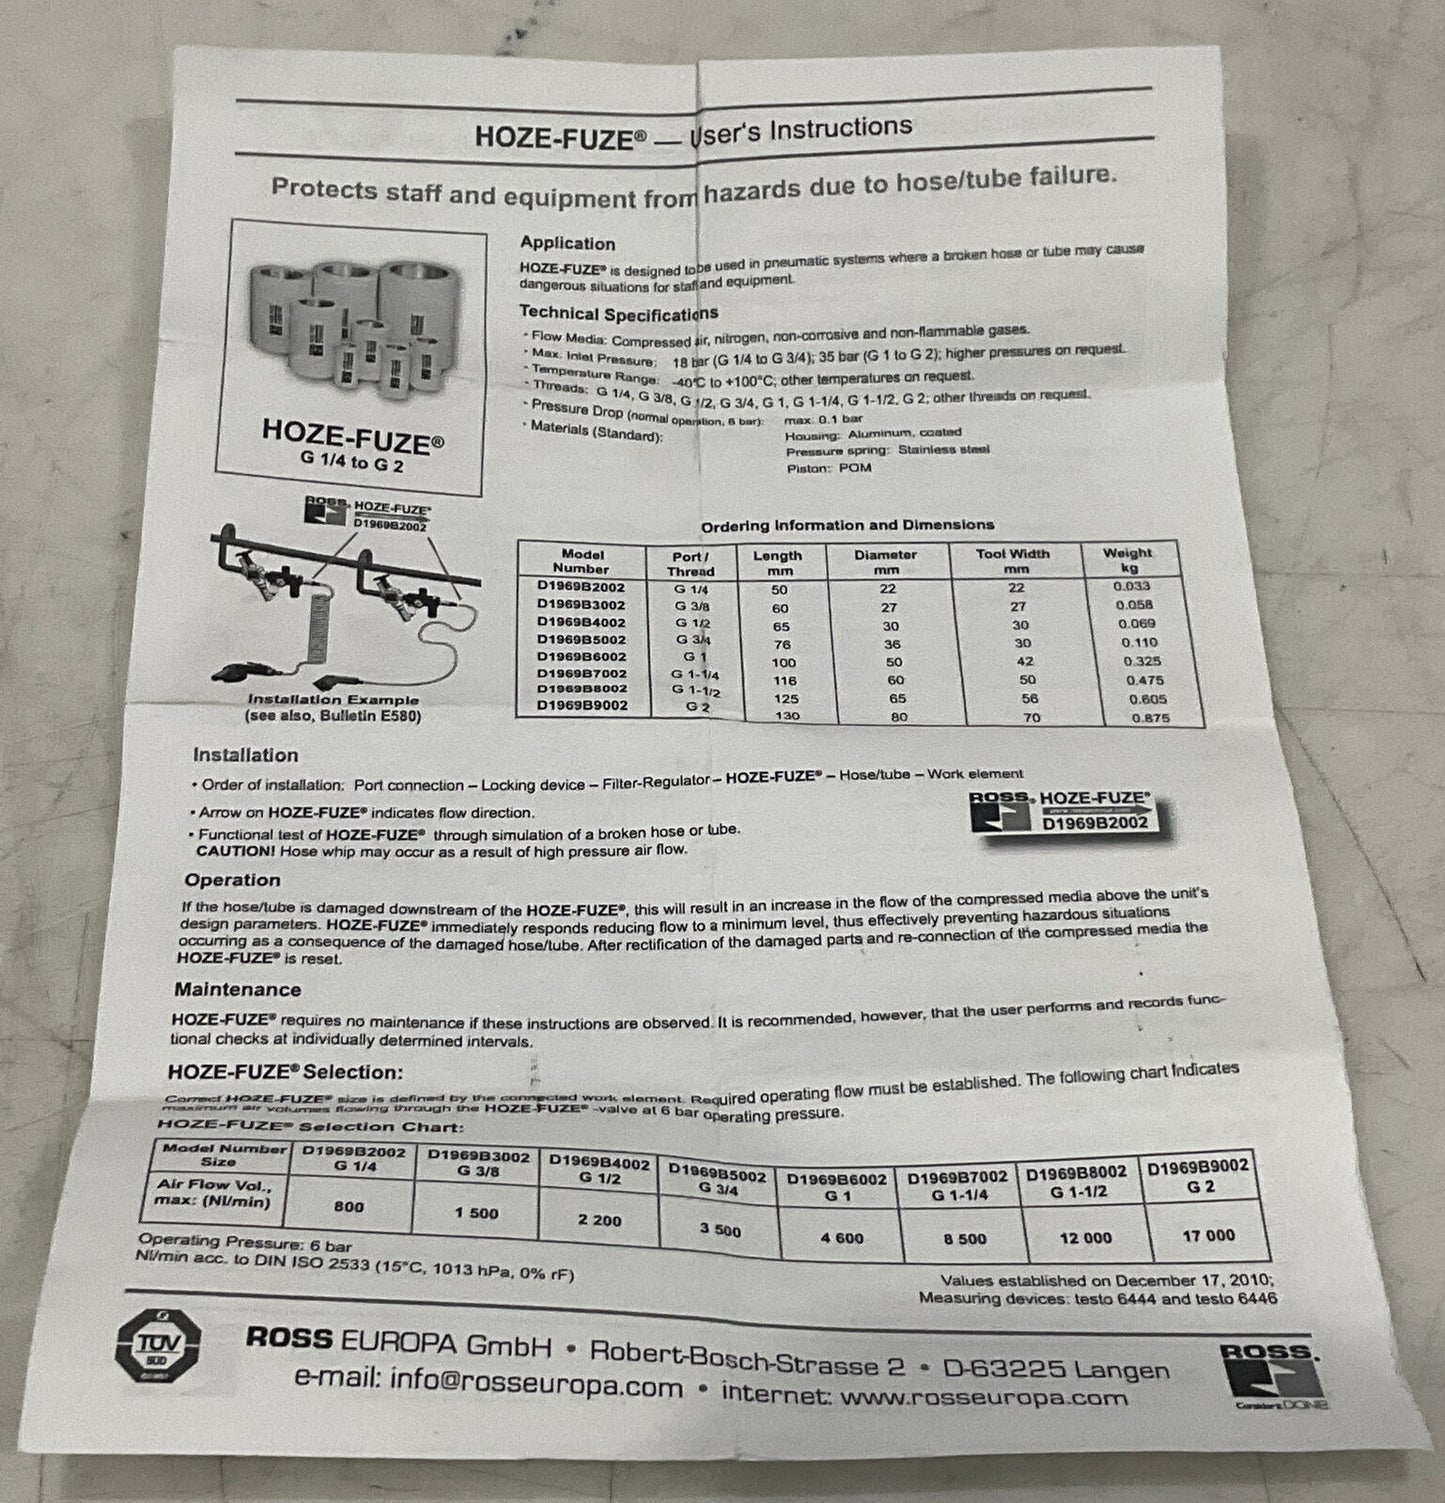 HOZE-FUZE® — User's Instructions
Protects staff and equipment from hazards due to hose/tube failure.
HOZE-FUZE®
G 1/4 to G 2
Application
HOZE-FUZE® is designed to be used in pneumatic systems where a broken hose or tube may cause
dangerous situations for staff and equipment.
Technical Specifications
• Flow Media: Compressed air, nitrogen, non-corrosive and non-flammable gases.
• Max. Inlet Pressure: 18 bar (G 1/4 to G 3/4); 35 bar (G 1 to G 2); higher pressures on request.
• Temperature Range: -40°C to +100°C; other temperatures on request.
• Threads: G 1/4, G 3/8, G 1/2, G 3/4, G 1, G 1-1/4, G 1-1/2, G 2; other threads on request.
• Pressure Drop (normal operation, 6 bar): max. 0.1 bar
• Materials (Standard): Housing: Aluminum, coated
Pressure spring: Stainless steel
Piston: POM
ROSS. HOZE-FUZE®
D1969B2002
Installation Example
(see also, Bulletin E580)
Ordering Information and Dimensions
Model Number Port / Thread Length mm Diameter mm Tool Width mm Weight kg
D1969B2002 G 1/4 50 22 22 0.033
D1969B3002 G 3/8 60 27 27 0.058
D1969B4002 G 1/2 65 30 30 0.069
D1969B5002 G 3/4 76 36 30 0.110
D1969B6002 G 1 100 50 42 0.325
D1969B7002 G 1-1/4 116 60 50 0.475
D1969B8002 G 1-1/2 125 65 56 0.605
D1969B9002 G 2 130 80 70 0.875
Installation
• Order of installation: Port connection – Locking device – Filter-Regulator – HOZE-FUZE® – Hose/tube – Work element
• Arrow on HOZE-FUZE® indicates flow direction.
• Functional test of HOZE-FUZE® through simulation of a broken hose or tube.
CAUTION! Hose whip may occur as a result of high pressure air flow.
ROSS. HOZE-FUZE®
D1969B2002
Operation
If the hose/tube is damaged downstream of the HOZE-FUZE®, this will result in an increase in the flow of the compressed media above the unit's
design parameters. HOZE-FUZE® immediately responds reducing flow to a minimum level, thus effectively preventing hazardous situations
occurring as a consequence of the damaged hose/tube. After rectification of the damaged parts and re-connection of the compressed media the
HOZE-FUZE® is reset.
Maintenance
HOZE-FUZE® requires no maintenance if these instructions are observed. It is recommended, however, that the user performs and records func-
tional checks at individually determined intervals.
HOZE-FUZE® Selection:
Correct HOZE-FUZE® size is defined by the connected work element. Required operating flow must be established. The following chart Indicates
maximum air volumes flowing through the HOZE-FUZE® -valve at 6 bar operating pressure.
HOZE-FUZE® Selection Chart:
Model Number D1969B2002 D1969B3002 D1969B4002 D1969B5002 D1969B6002 D1969B7002 D1969B8002 D1969B9002
Size G 1/4 G 3/8 G 1/2 G 3/4 G 1 G 1-1/4 G 1-1/2 G 2
Air Flow Vol.,
max: (Nl/min) 800 1 500 2 200 3 500 4 600 8 500 12 000 17 000
Operating Pressure: 6 bar
Nl/min acc. to DIN ISO 2533 (15°C, 1013 hPa, 0% rF)
Values established on December 17, 2010;
Measuring devices: testo 6444 and testo 6446
TÜV
SÜD
ROSS EUROPA GmbH • Robert-Bosch-Strasse 2 • D-63225 Langen
e-mail: info@rosseuropa.com • internet: www.rosseuropa.com
ROSS.
Consider it DONE